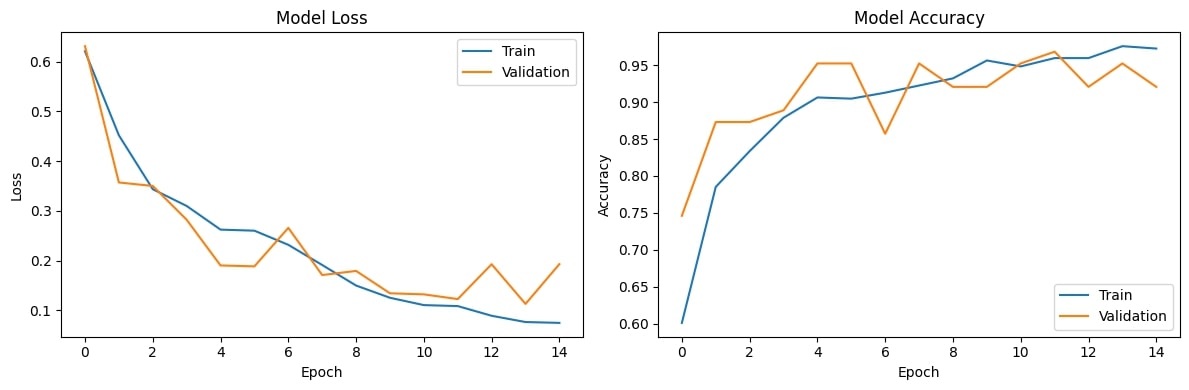 Model Loss
0.6
0.5
0.4
0.3
0.2
0.1
Loss
0 2 4 6 8 10 12 14
Epoch
Train
Validation
Model Accuracy
0.95
0.90
0.85
0.80
0.75
0.70
0.65
0.60
Accuracy
0 2 4 6 8 10 12 14
Epoch
Train
Validation